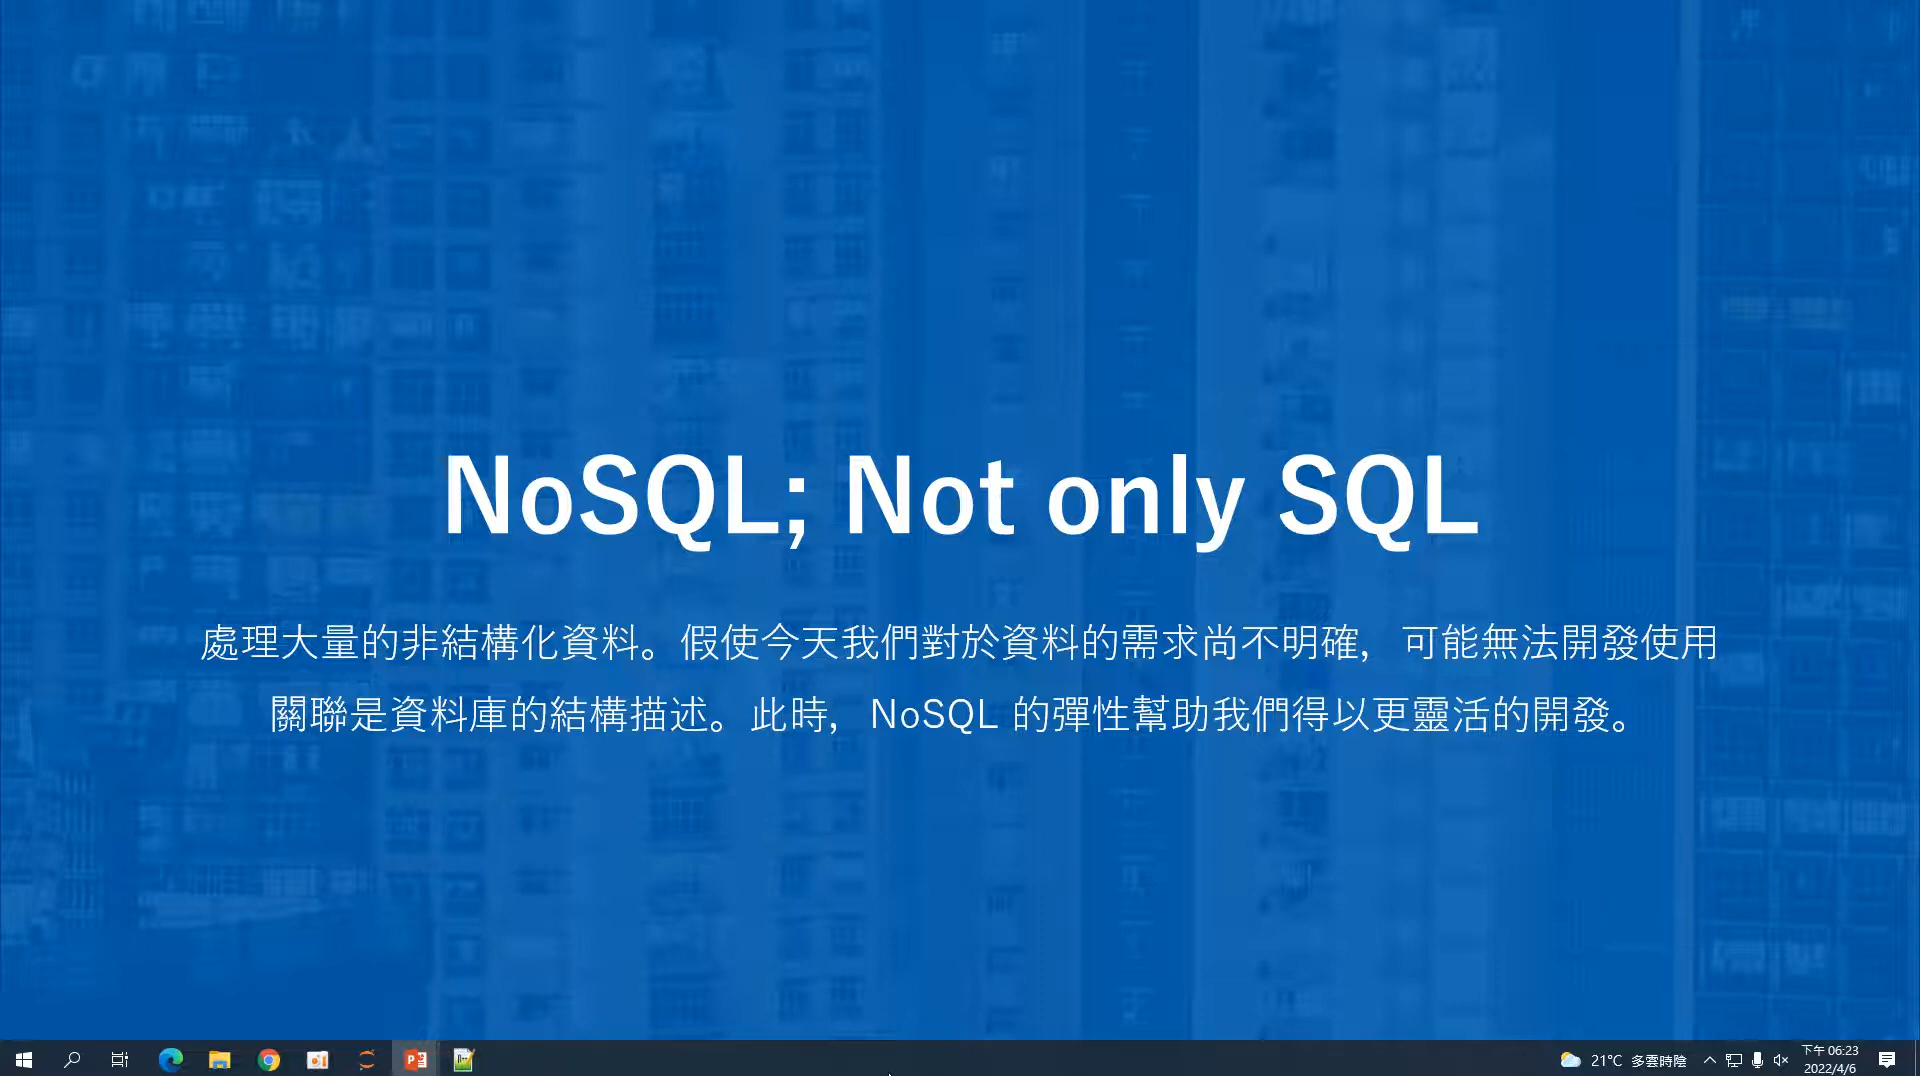 NoSQL; Not only SQL
處理大量的非結構化資料。假使今天我們對於資料的需求尚不明確，可能無法開發使用
關聯是資料庫的結構描述。此時，NoSQL 的彈性幫助我們得以更靈活的開發。
21°C 多雲時陰
下午 06:23
2022/4/6